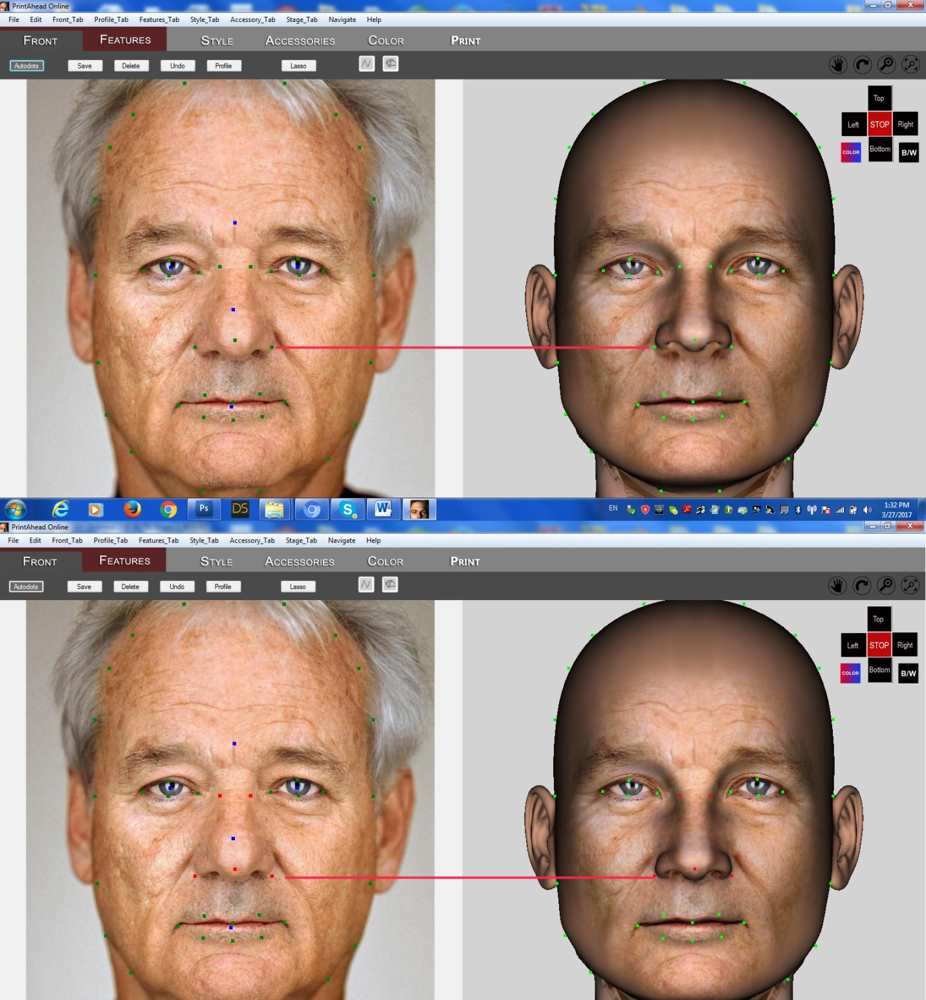 PrintAhead Online
File Edit Front_Tab Profile_Tab Features_Tab Style_Tab Accessory_Tab Stage_Tab Navigate Help
FRONT FEATURES STYLE ACCESSORIES COLOR PRINT
Autodots Save Delete Undo Profile Lasso
Top
Left STOP Right
COLOR Bottom B/W
Ps DS S W EN 1:32 PM
3/27/2017
PrintAhead Online
File Edit Front_Tab Profile_Tab Features_Tab Style_Tab Accessory_Tab Stage_Tab Navigate Help
FRONT FEATURES STYLE ACCESSORIES COLOR PRINT
Autodots Save Delete Undo Profile Lasso
Top
Left STOP Right
COLOR Bottom B/W